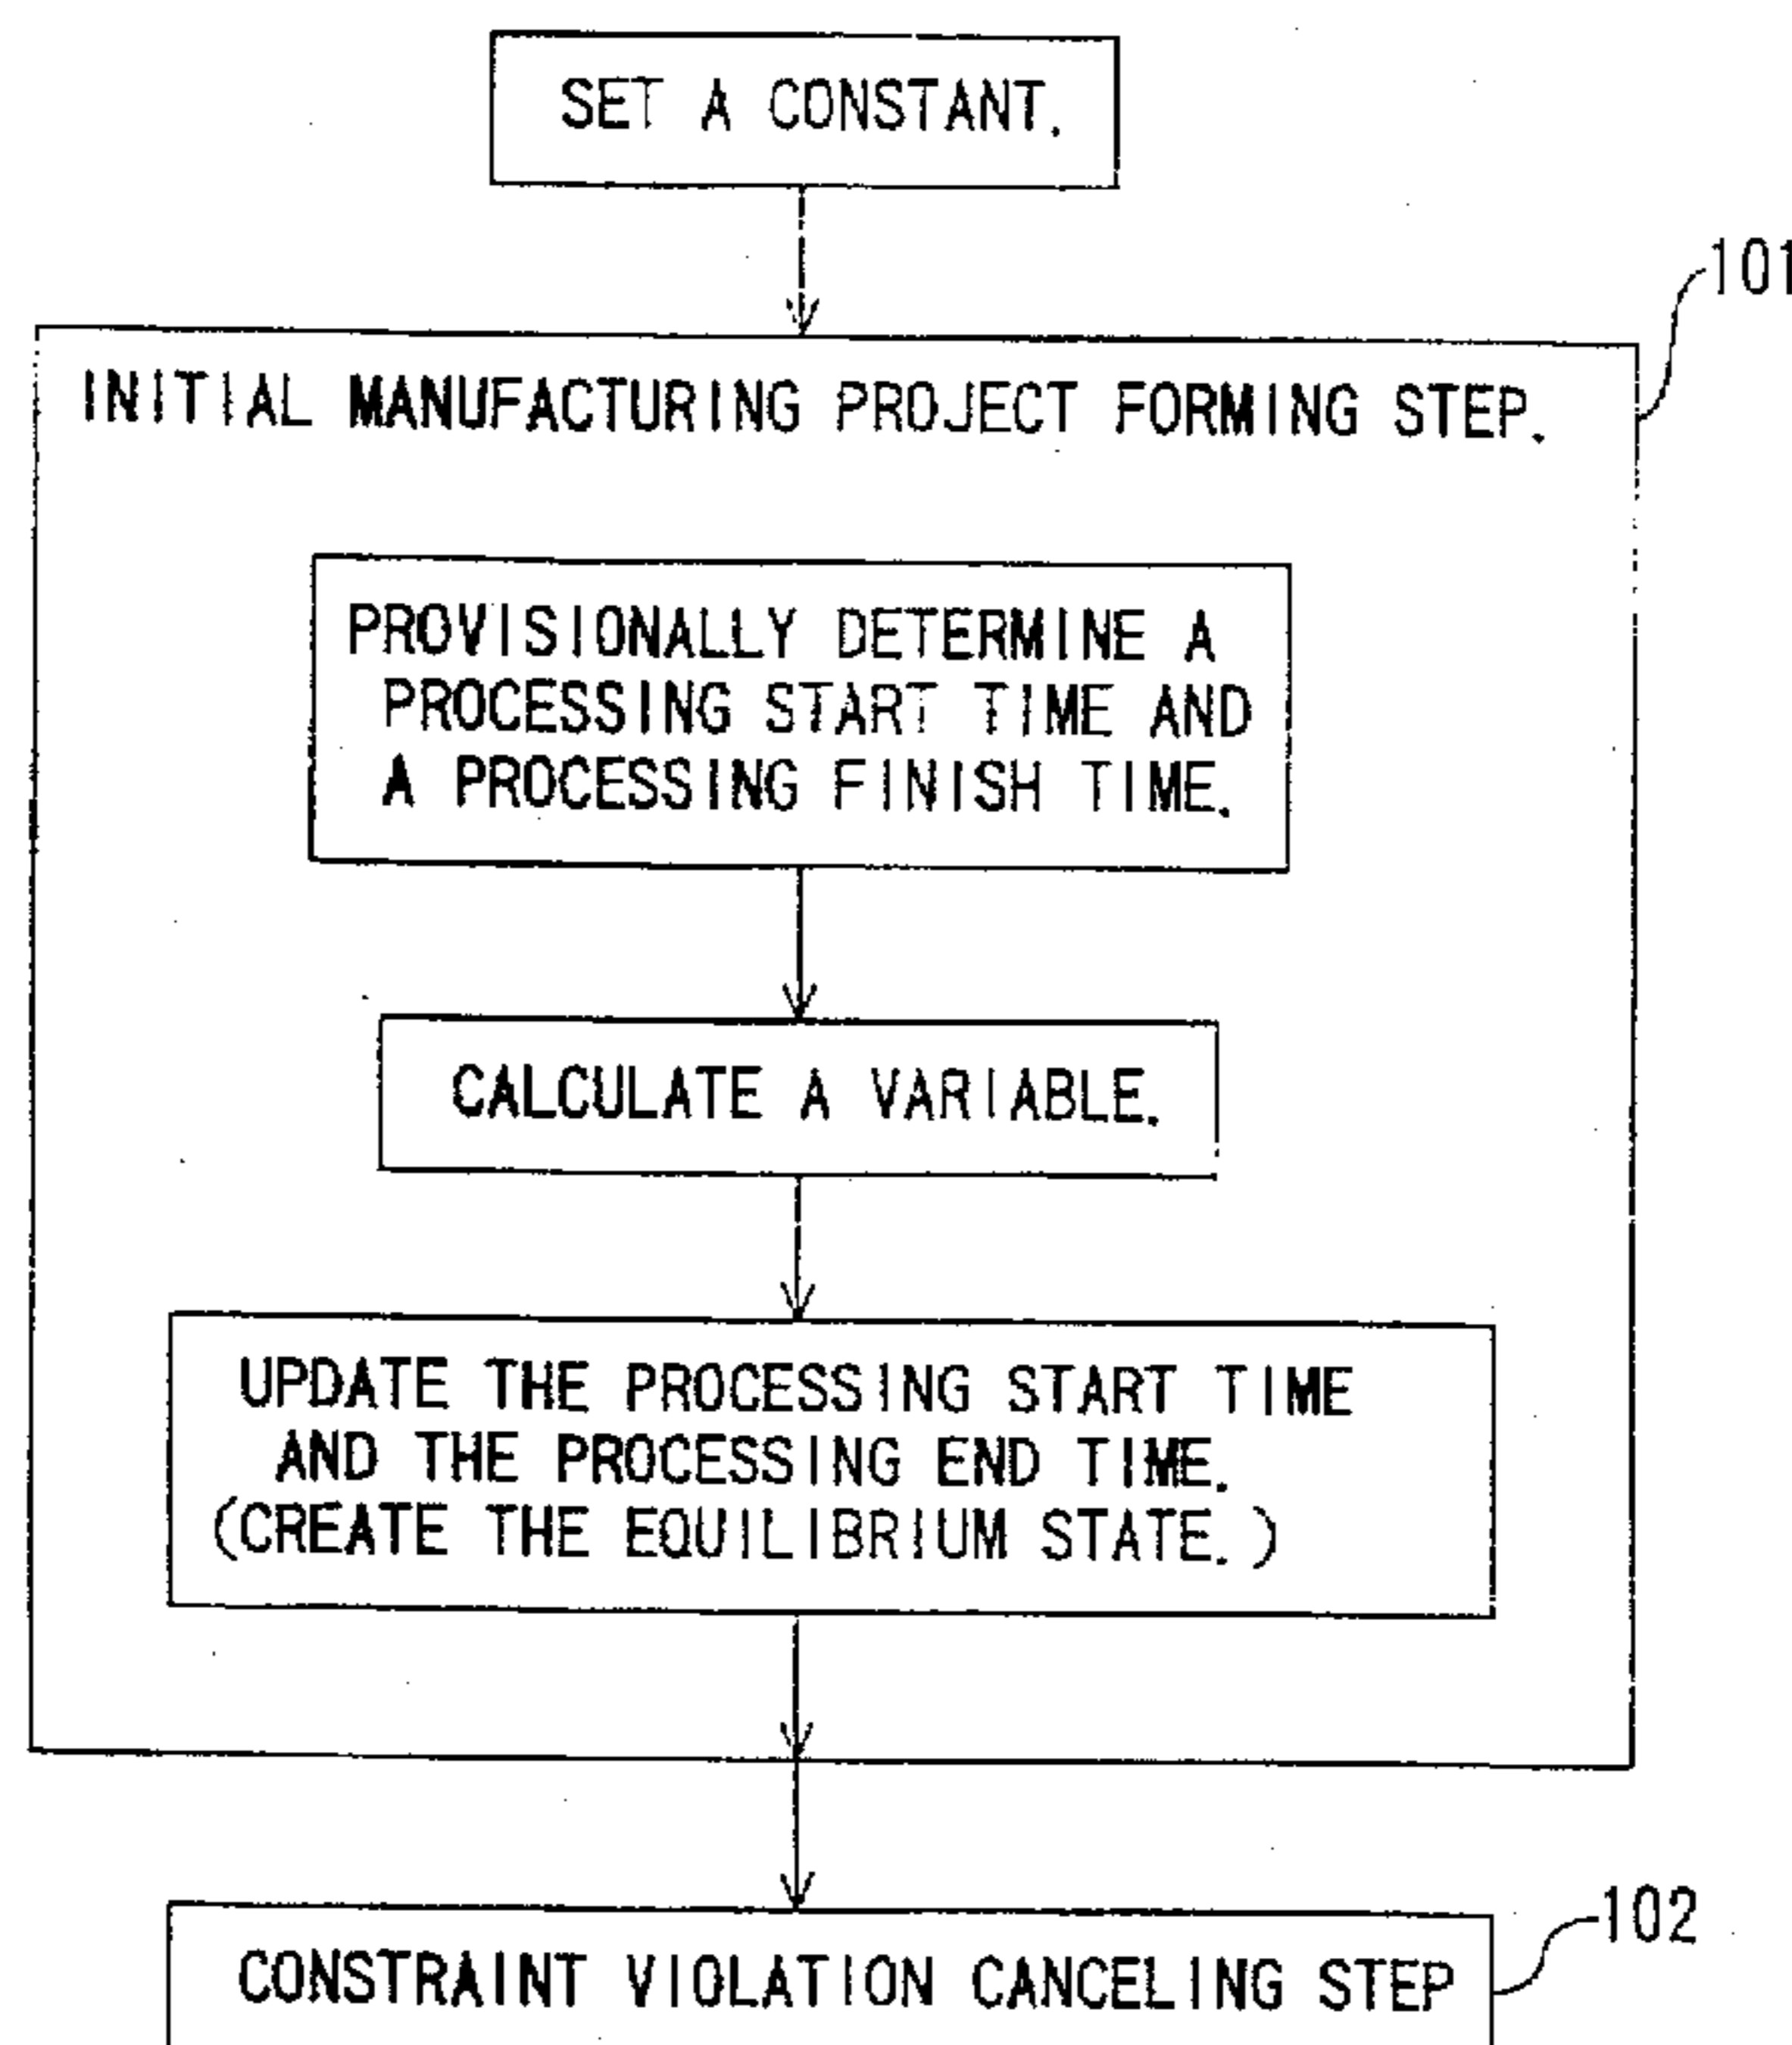 SET A CONSTANT.
101
INITIAL MANUFACTURING PROJECT FORMING STEP.
PROVISIONALLY DETERMINE A
PROCESSING START TIME AND
A PROCESSING FINISH TIME.
CALCULATE A VARIABLE.
UPDATE THE PROCESSING START TIME
AND THE PROCESSING END TIME.
(CREATE THE EQUILIBRIUM STATE.)
102
CONSTRAINT VIOLATION CANCELING STEP